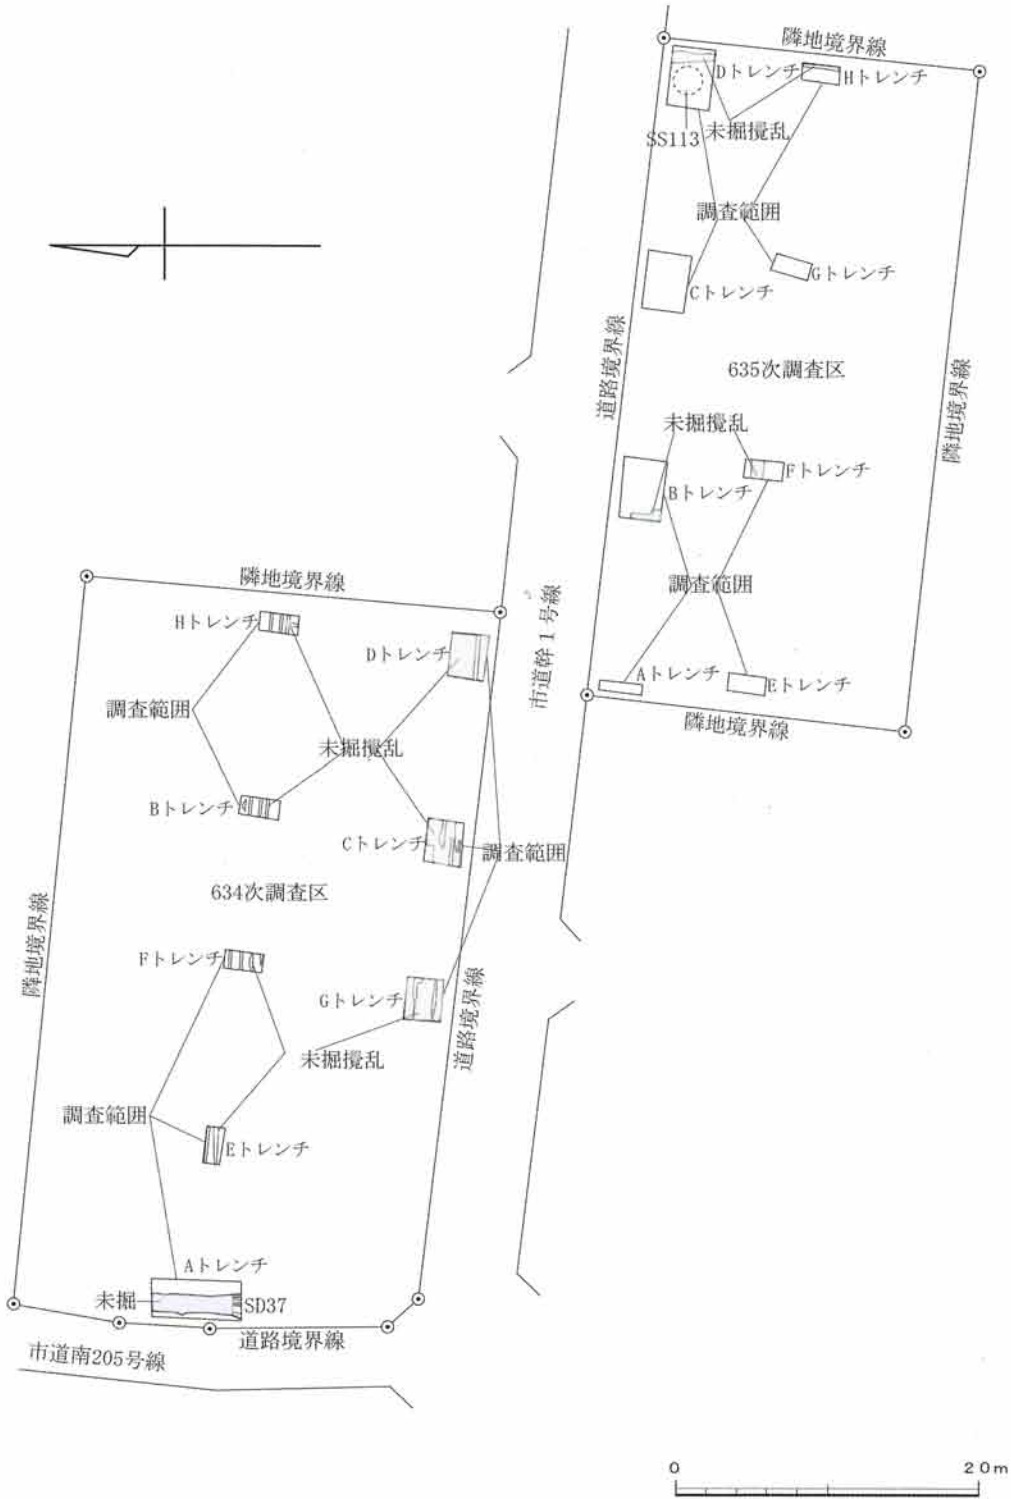 隣地境界線
Dトレンチ
Hトレンチ
未掘攪乱
SS113
調査範囲
Gトレンチ
Cトレンチ
道路境界線
635次調査区
隣地境界線
未掘攪乱
Fトレンチ
Bトレンチ
調査範囲
Aトレンチ
Eトレンチ
隣地境界線
市道幹1号線
隣地境界線
Hトレンチ
Dトレンチ
調査範囲
未掘攪乱
Bトレンチ
Cトレンチ
調査範囲
634次調査区
隣地境界線
Fトレンチ
Gトレンチ
道路境界線
未掘攪乱
調査範囲
Eトレンチ
Aトレンチ
未掘
SD37
道路境界線
市道南205号線
0 20m